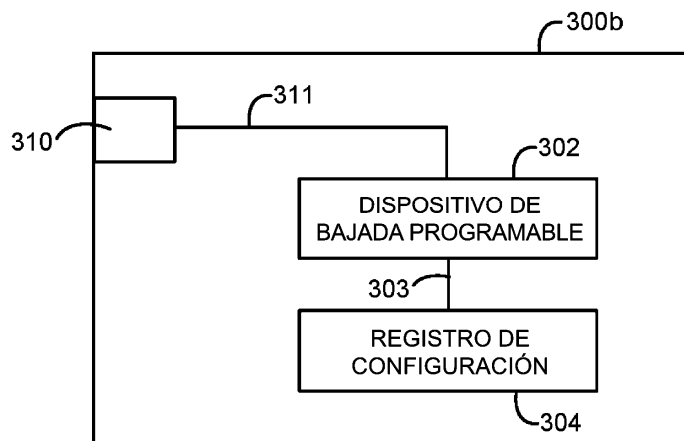 300b
311
310
302
DISPOSITIVO DE
BAJADA PROGRAMABLE
303
REGISTRO DE
CONFIGURACIÓN
304